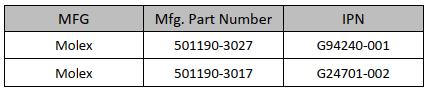 MFG Mfg. Part Number IPN
Molex 501190-3027 G94240-001
Molex 501190-3017 G24701-002